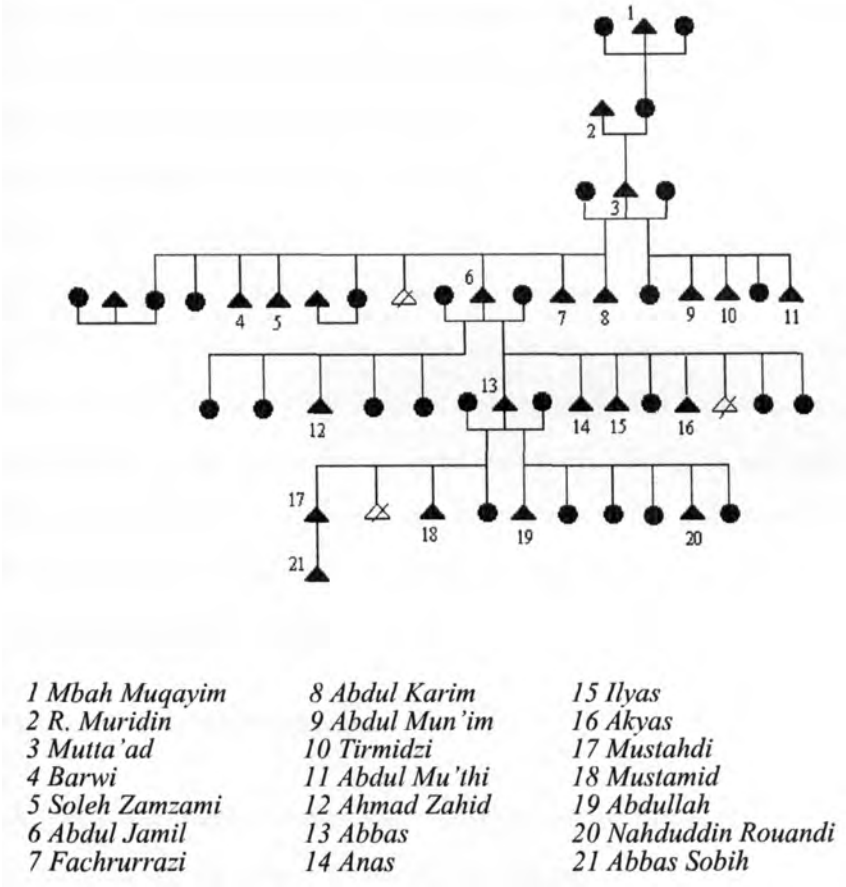 1
2
3
6
4 5 7 8 9 10 11
13
12 14 15 16
17
18 19 20
21
1 Mbah Muqayim 8 Abdul Karim 15 Ilyas
2 R. Muridin 9 Abdul Mun'im 16 Akyas
3 Mutta'ad 10 Tirmidzi 17 Mustahdi
4 Barwi 11 Abdul Mu'thi 18 Mustamid
5 Soleh Zamzami 12 Ahmad Zahid 19 Abdullah
6 Abdul Jamil 13 Abbas 20 Nahduddin Rouandi
7 Fachrurrazi 14 Anas 21 Abbas Sobih